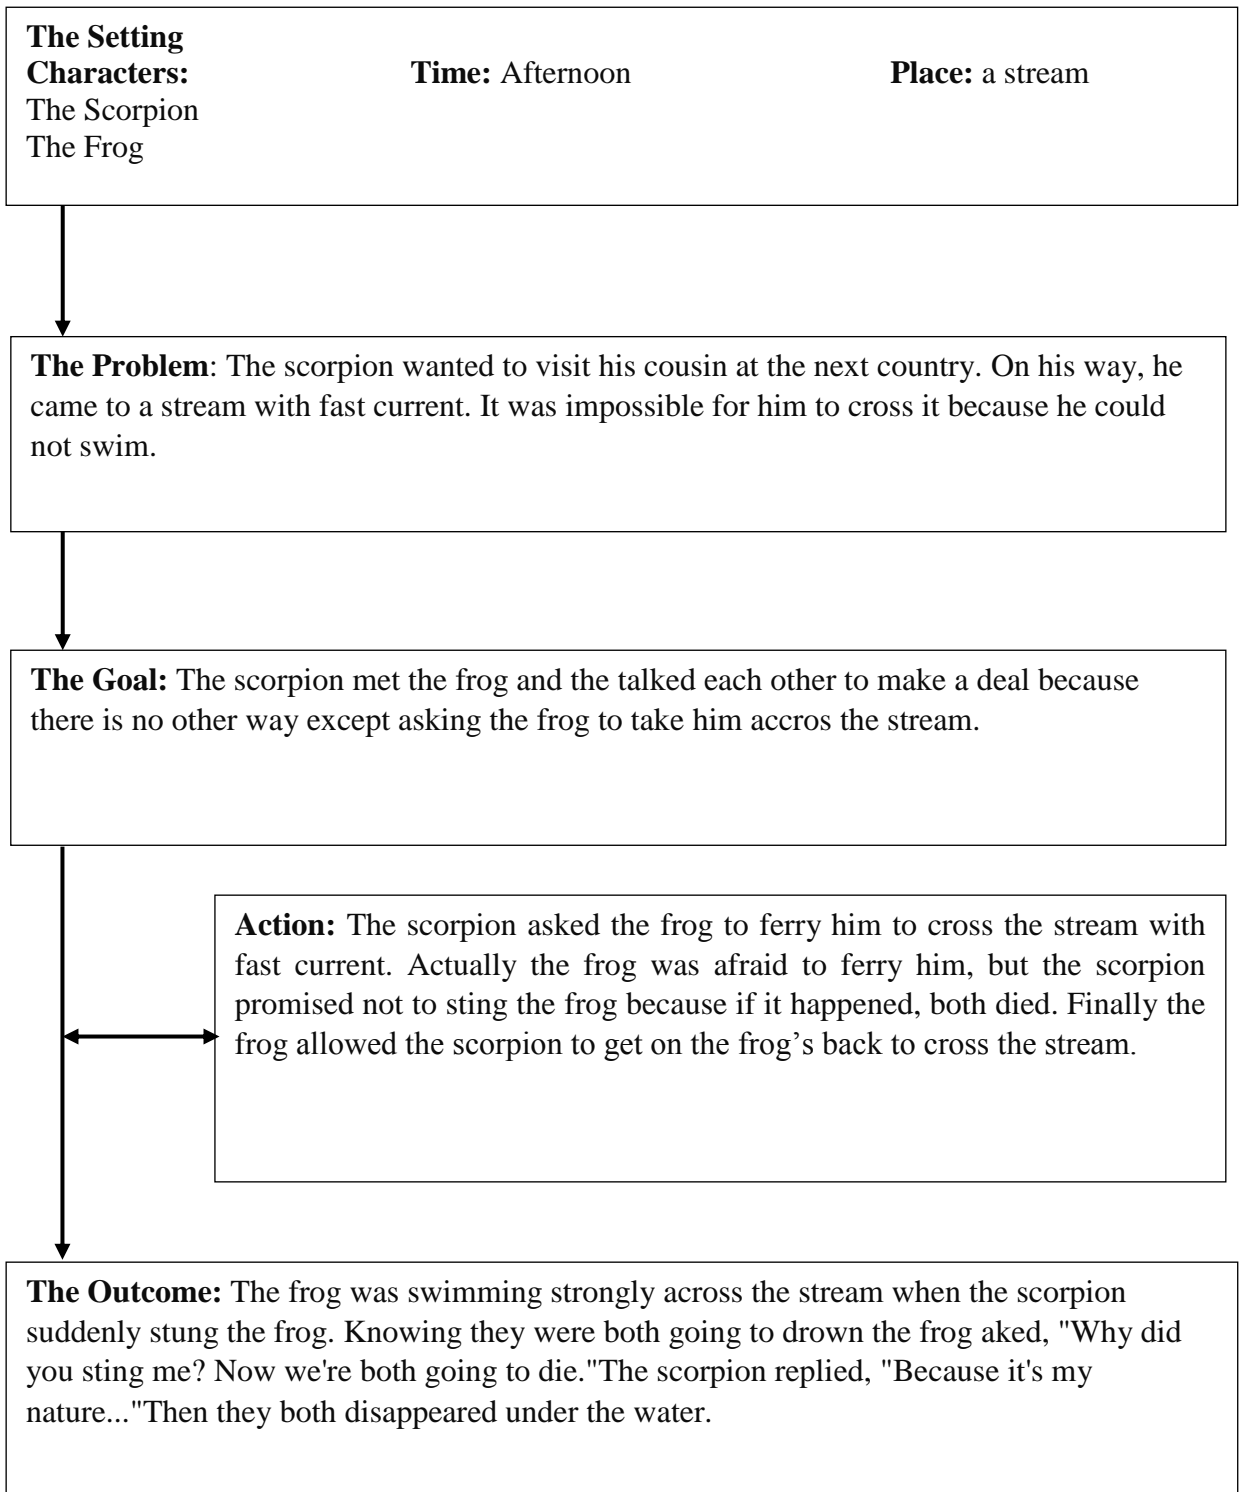 The Setting
Characters: Time: Afternoon Place: a stream
The Scorpion
The Frog
The Problem: The scorpion wanted to visit his cousin at the next country. On his way, he
came to a stream with fast current. It was impossible for him to cross it because he could
not swim.
The Goal: The scorpion met the frog and the talked each other to make a deal because
there is no other way except asking the frog to take him accros the stream.
Action: The scorpion asked the frog to ferry him to cross the stream with
fast current. Actually the frog was afraid to ferry him, but the scorpion
promised not to sting the frog because if it happened, both died. Finally the
frog allowed the scorpion to get on the frog’s back to cross the stream.
The Outcome: The frog was swimming strongly across the stream when the scorpion
suddenly stung the frog. Knowing they were both going to drown the frog aked, "Why did
you sting me? Now we're both going to die."The scorpion replied, "Because it's my
nature..."Then they both disappeared under the water.